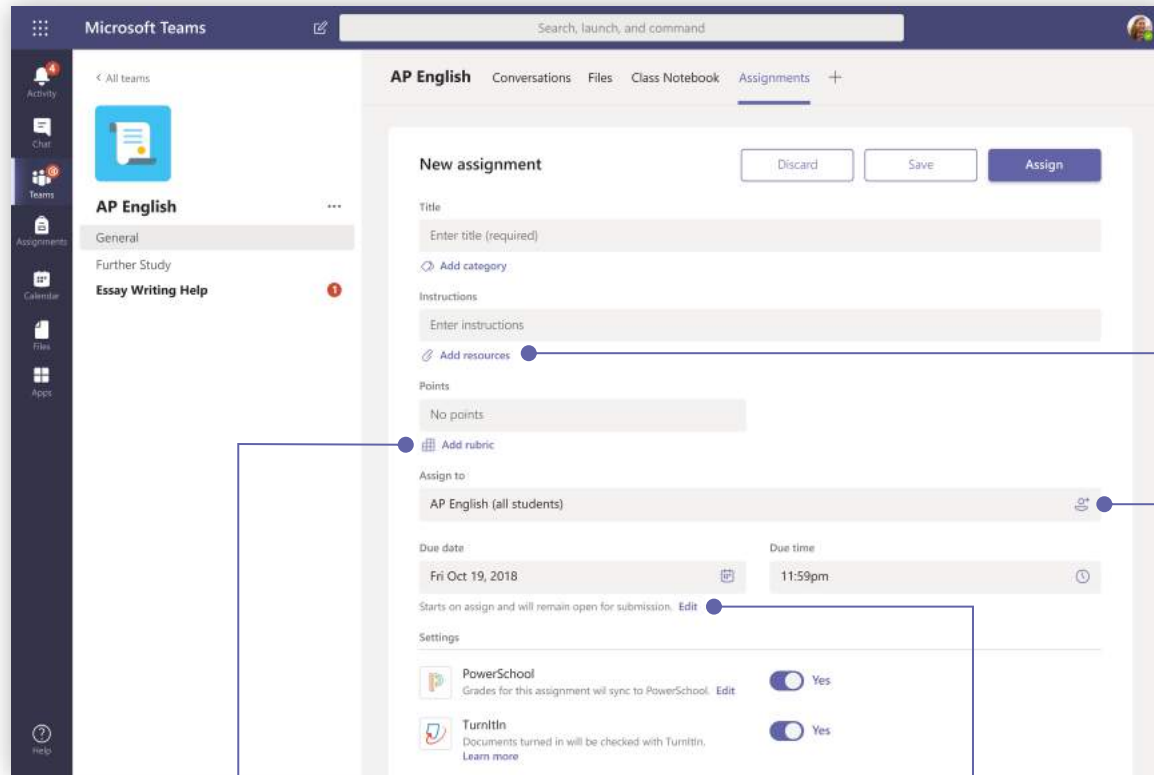 Microsoft Teams
Search, launch, and command
4
Activity
Chat
Teams
Assignments
Calendar
Files
Apps
Help
< All teams
AP English
General
Further Study
Essay Writing Help
1
AP English Conversations Files Class Notebook Assignments +
New assignment
Discard Save Assign
Title
Enter title (required)
Add category
Instructions
Enter instructions
Add resources
Points
No points
Add rubric
Assign to
AP English (all students)
Due date Due time
Fri Oct 19, 2018 11:59pm
Starts on assign and will remain open for submission. Edit
Settings
PowerSchool Yes
Grades for this assignment wil sync to PowerSchool. Edit
TurnItIn Yes
Documents turned in will be checked with TurnItIn.
Learn more